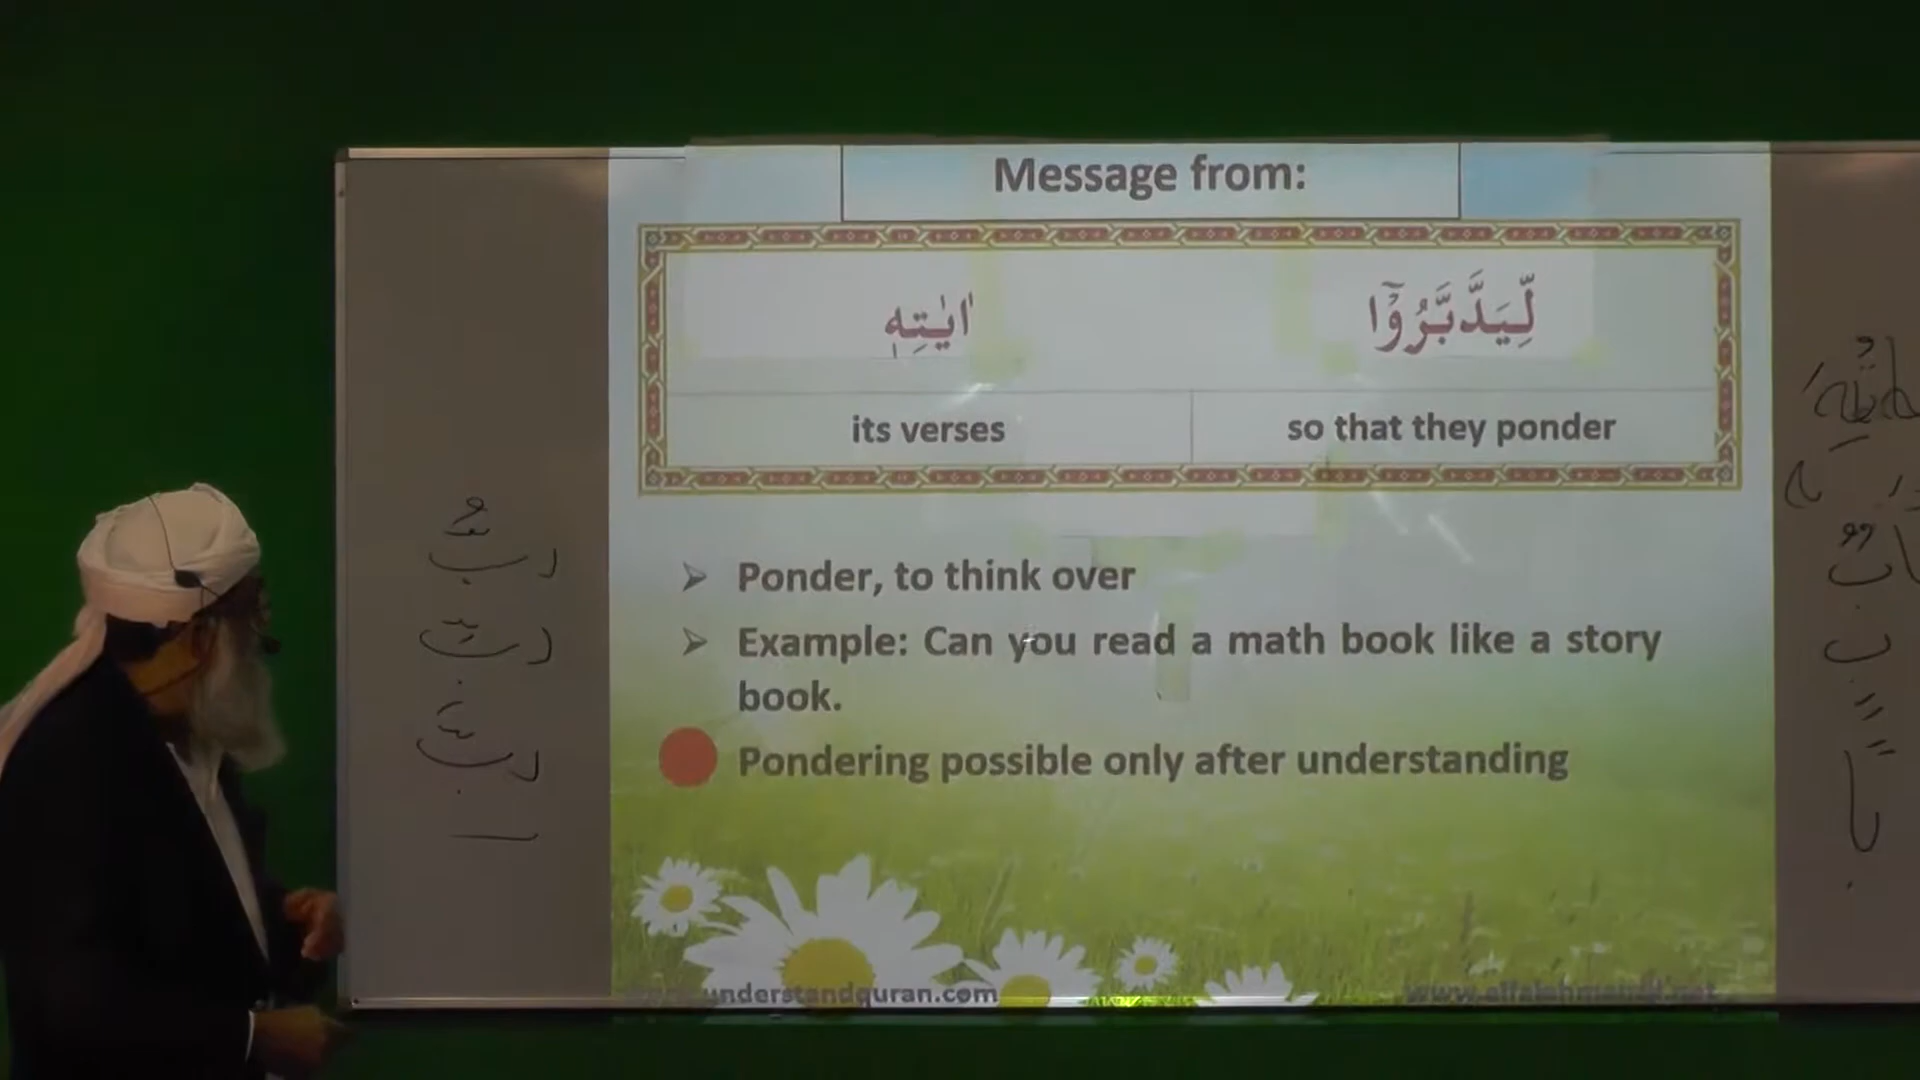 Message from:
لِّيَدَّبَّرُوْٓا اٰيٰتِهٖ
its verses so that they ponder
➢ Ponder, to think over
➢ Example: Can you read a math book like a story
book.
Pondering possible only after understanding
understandquran.com